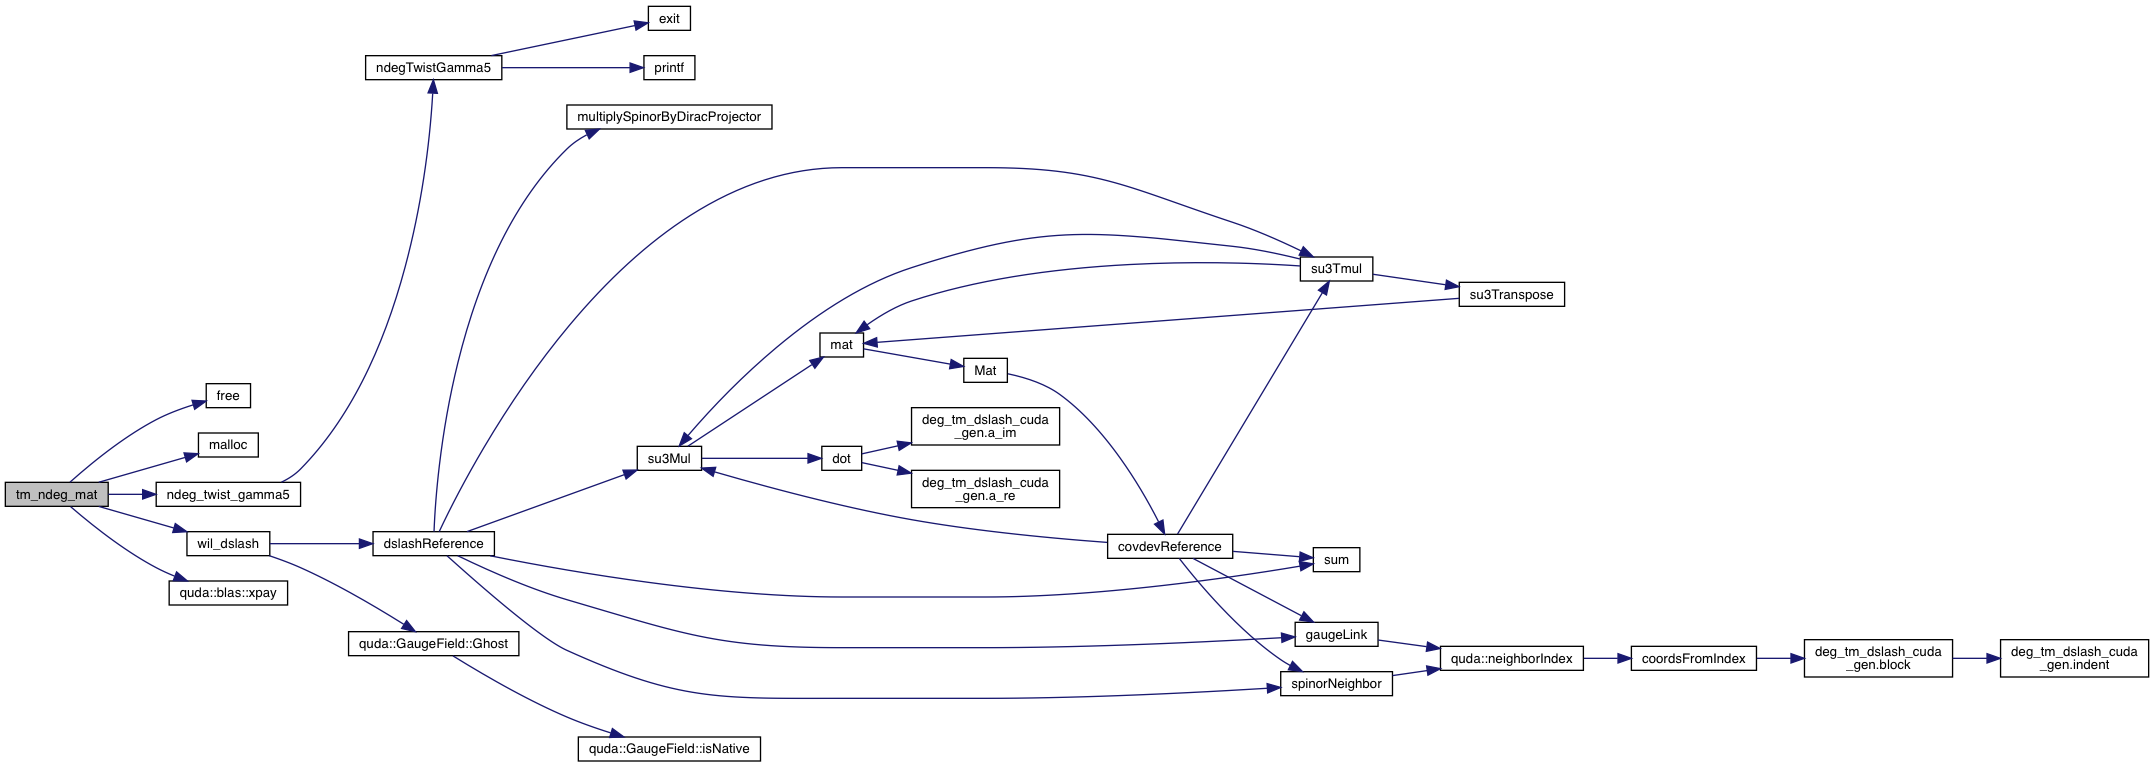 exit
ndegTwistGamma5
printf
multiplySpinorByDiracProjector
su3Tmul
su3Transpose
mat
Mat
free
deg_tm_dslash_cuda
_gen.a_im
malloc
su3Mul
dot
deg_tm_dslash_cuda
_gen.a_re
tm_ndeg_mat
ndeg_twist_gamma5
wil_dslash
dslashReference
covdevReference
sum
quda::blas::xpay
quda::GaugeField::Ghost
gaugeLink
quda::neighborIndex
coordsFromIndex
deg_tm_dslash_cuda
_gen.block
deg_tm_dslash_cuda
_gen.indent
spinorNeighbor
quda::GaugeField::isNative